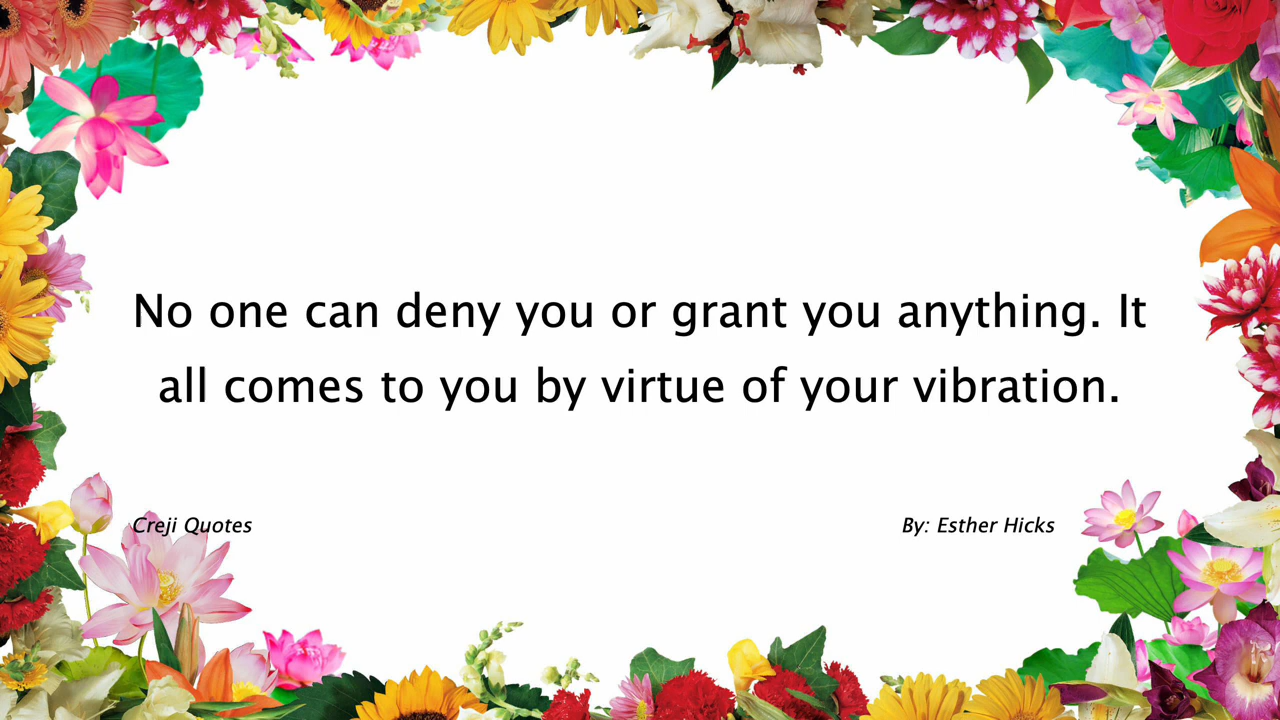 No one can deny you or grant you anything. It
all comes to you by virtue of your vibration.
Creji Quotes
By: Esther Hicks